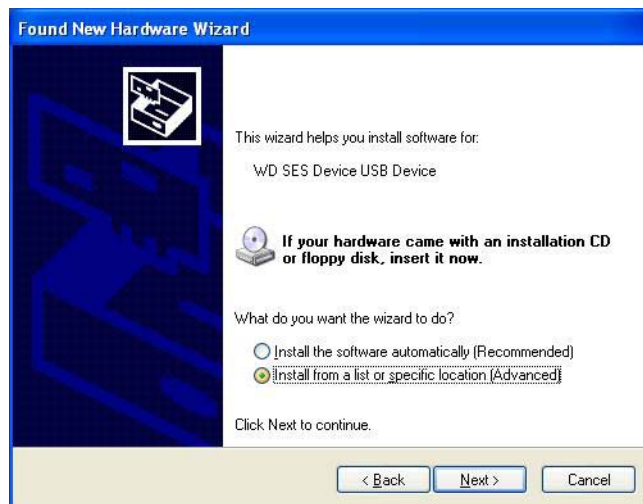 Found New Hardware Wizard
This wizard helps you install software for:
WD SES Device USB Device
If your hardware came with an installation CD
or floppy disk, insert it now.
What do you want the wizard to do?
Install the software automatically (Recommended)
Install from a list or specific location (Advanced)
Click Next to continue.
< Back Next > Cancel